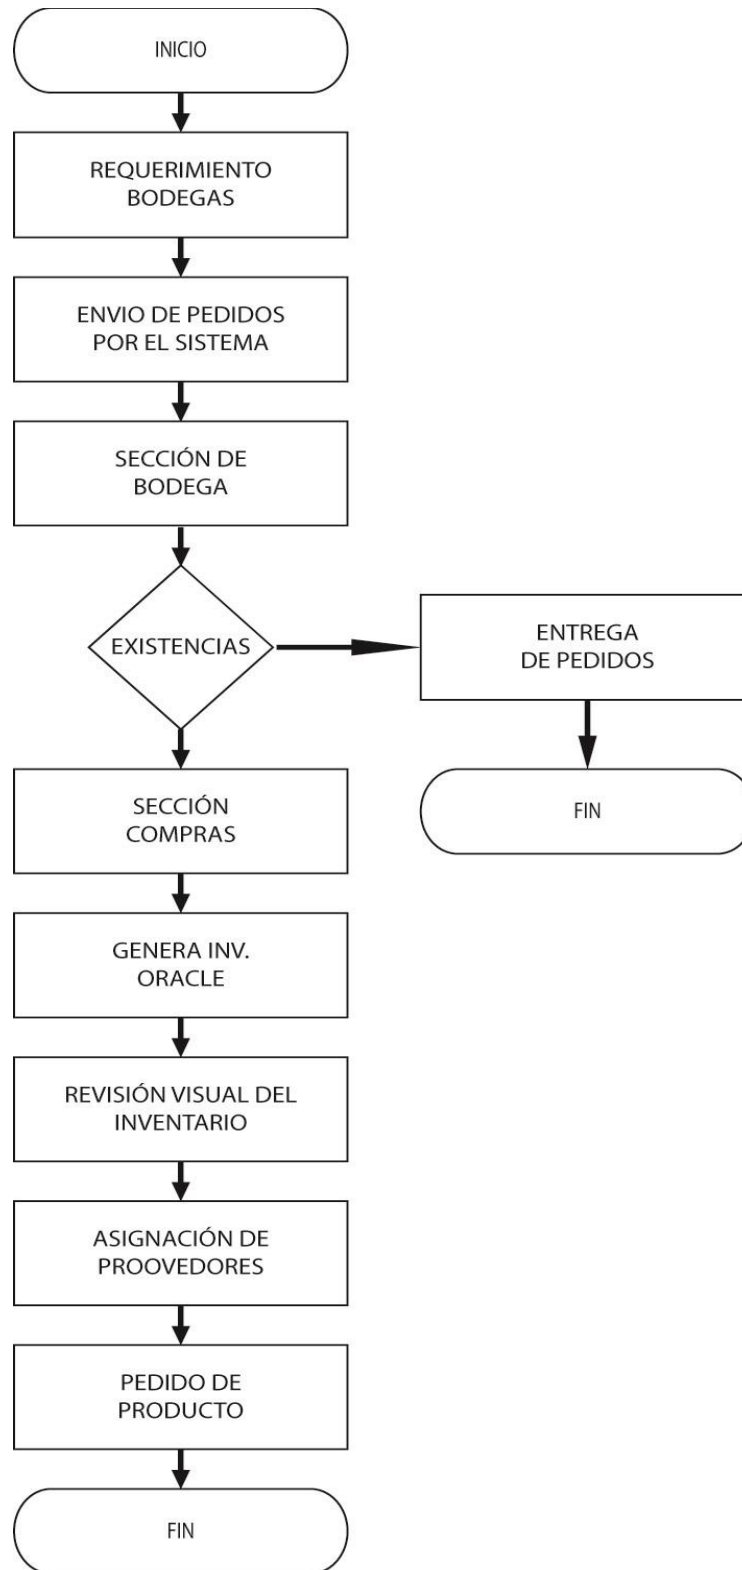 INICIO
REQUERIMIENTO
BODEGAS
ENVIO DE PEDIDOS
POR EL SISTEMA
SECCIÓN DE
BODEGA
EXISTENCIAS
ENTREGA
DE PEDIDOS
FIN
SECCIÓN
COMPRAS
GENERA INV.
ORACLE
REVISIÓN VISUAL DEL
INVENTARIO
ASIGNACIÓN DE
PROOVEDORES
PEDIDO DE
PRODUCTO
FIN